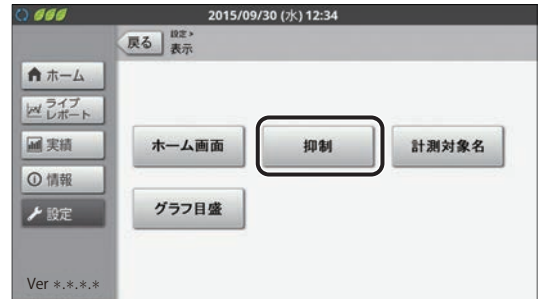 2015/09/30 (水) 12:34
戻る
設定 >
表示
ホーム
ライブ
レポート
実績
情報
設定
ホーム画面
抑制
計測対象名
グラフ目盛
Ver *.*.*.*